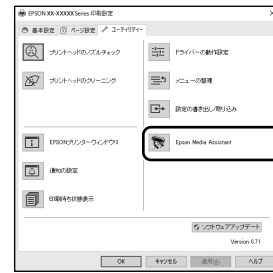 EPSON XX-XXXXX Series 印刷設定
基本設定 ページ設定 ユーティリティー
プリントヘッドのノズルチェック
ドライバーの動作設定
プリントヘッドのクリーニング
メニューの整理
設定の書き出し/取り込み
EPSONプリンターウィンドウ!3
Epson Media Assistant
通知の設定
印刷待ち状態表示
ソフトウェアアップデート
Version 6.71
OK キャンセル 適用(A) ヘルプ